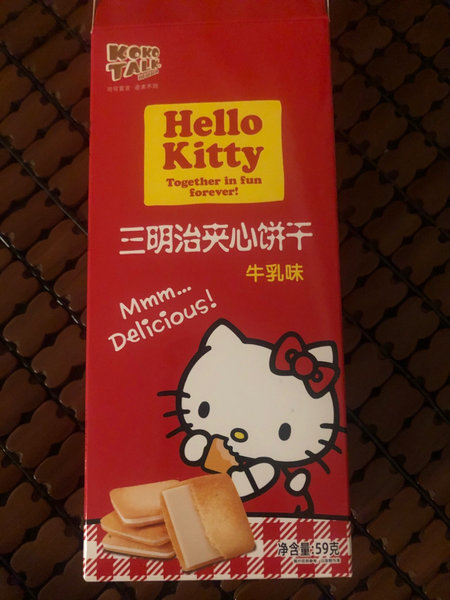 KOKO
TALK
Hello
Kitty
Together in fun
forever!
三明治夹心饼干
牛乳味
Mmm...
Delicious!
净含量:59克